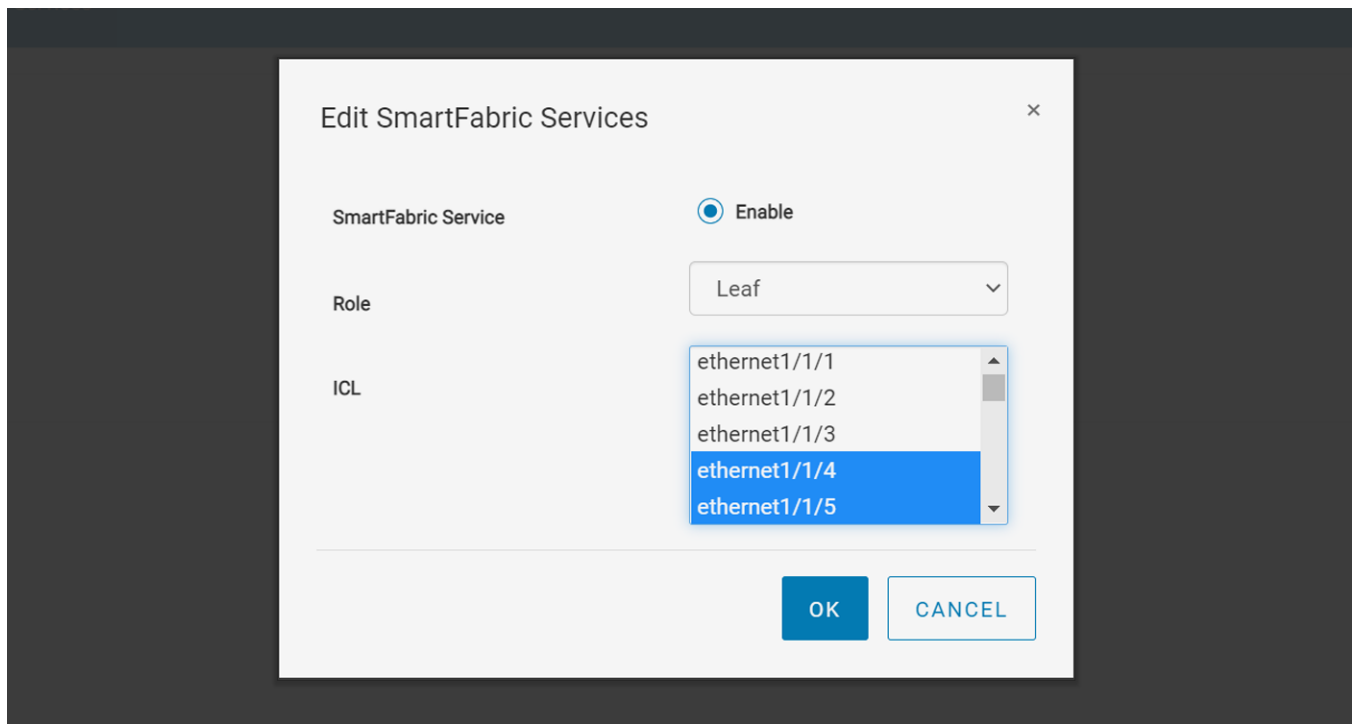 Edit SmartFabric Services
×
SmartFabric Service
Enable
Role
Leaf
ICL
ethernet1/1/1
ethernet1/1/2
ethernet1/1/3
ethernet1/1/4
ethernet1/1/5
OK
CANCEL